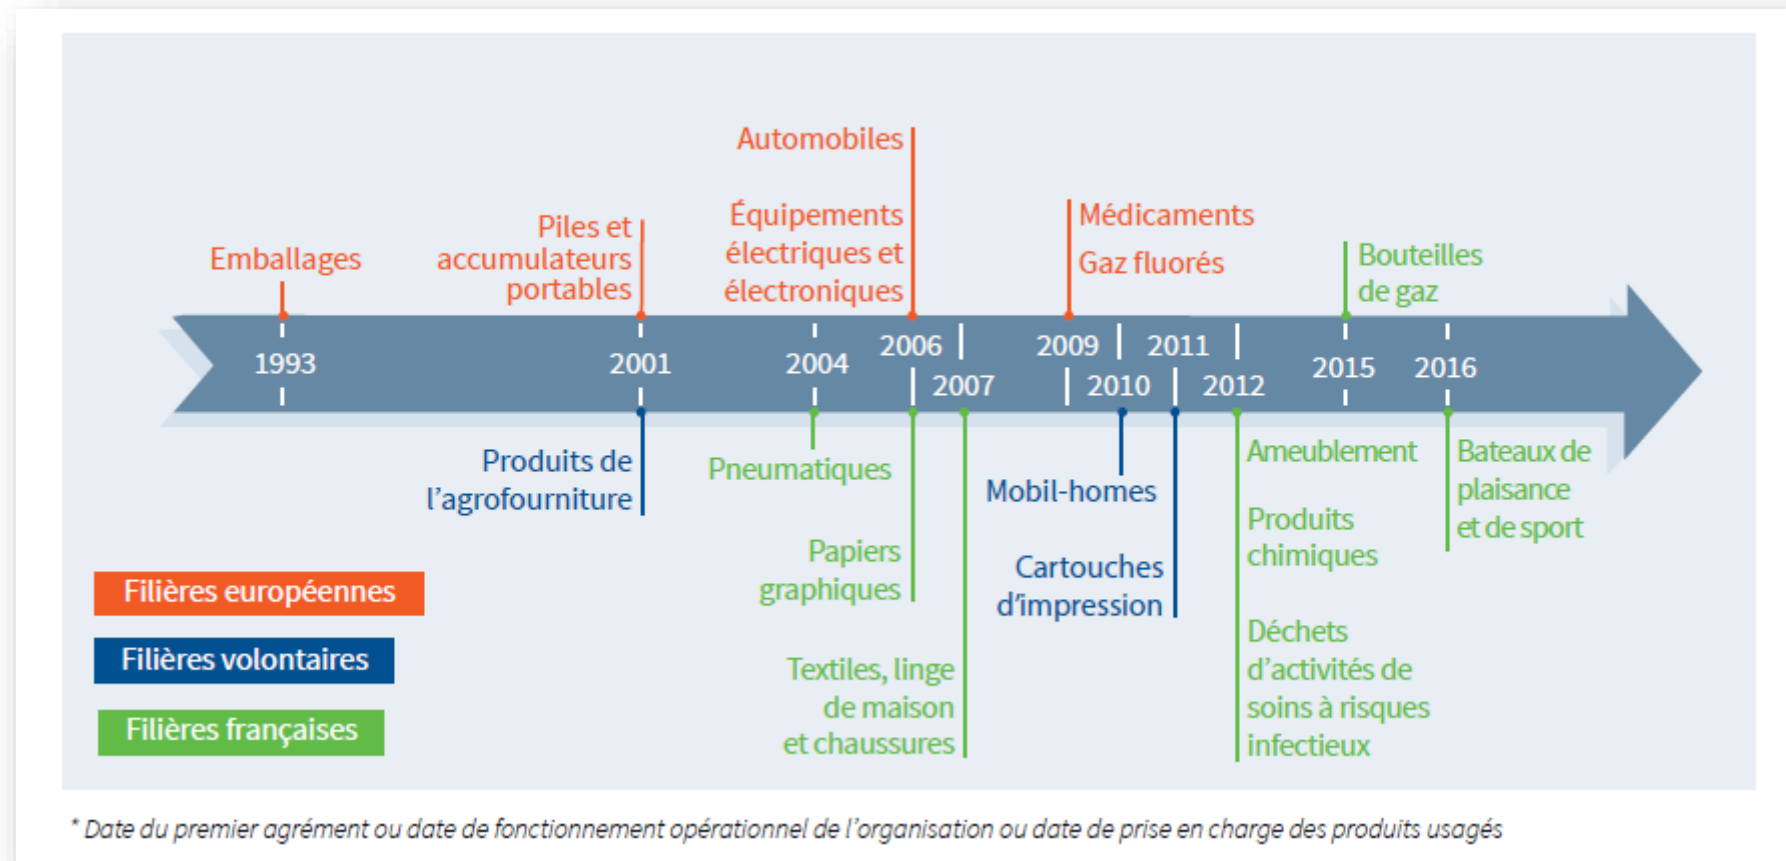 Automobiles
Équipements
électriques et
électroniques
Piles et
accumulateurs
portables
Emballages
Médicaments
Gaz fluorés
Bouteilles
de gaz
1993
2001
2004
2006
2007
2009
2010
2011
2012
2015
2016
Produits de
l'agrofourniture
Pneumatiques
Papiers
graphiques
Textiles, linge
de maison
et chaussures
Mobil-homes
Cartouches
d'impression
Ameublement
Produits
chimiques
Déchets
d'activités de
soins à risques
infectieux
Bateaux de
plaisance
et de sport
Filières européennes
Filières volontaires
Filières françaises
* Date du premier agrément ou date de fonctionnement opérationnel de l'organisation ou date de prise en charge des produits usagés